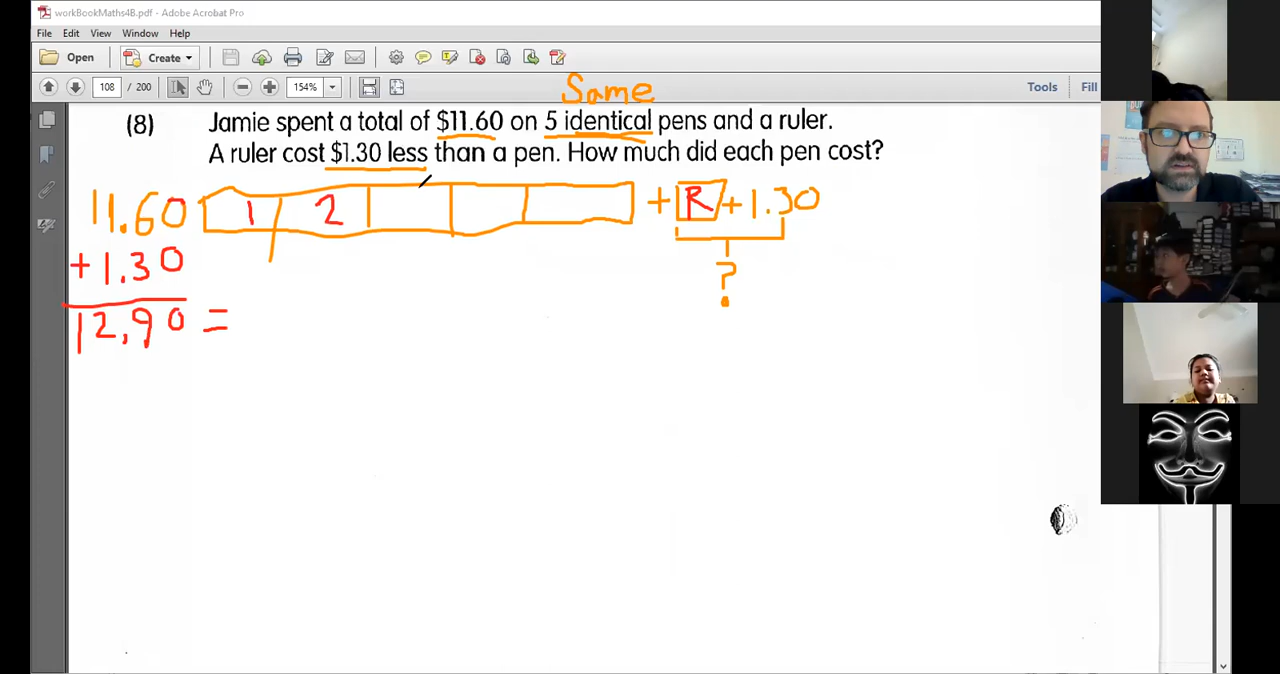 workBookMaths4B.pdf - Adobe Acrobat Pro
File Edit View Window Help
Open Create
108 / 200 154% Tools Fill
Same
(8) Jamie spent a total of $11.60 on 5 identical pens and a ruler.
A ruler cost $1.30 less than a pen. How much did each pen cost?
11.60 1 2 + R + 1.30
+1.30 ?
12.90 =